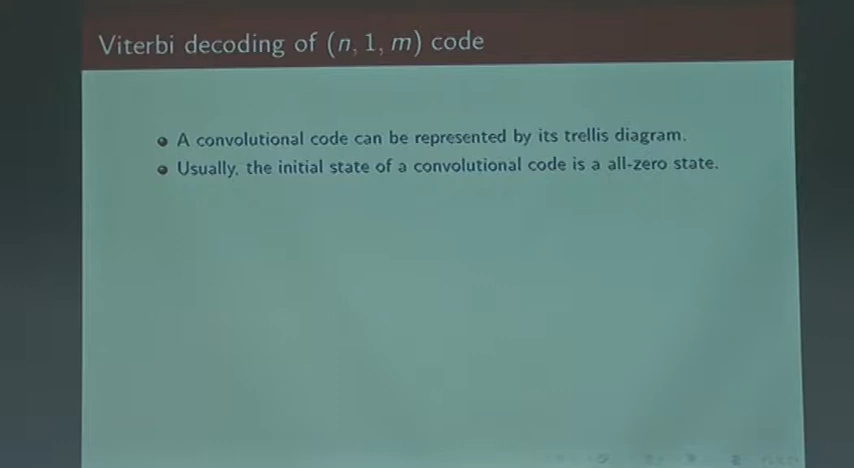 Viterbi decoding of (n, 1, m) code
• A convolutional code can be represented by its trellis diagram.
• Usually, the initial state of a convolutional code is a all-zero state.